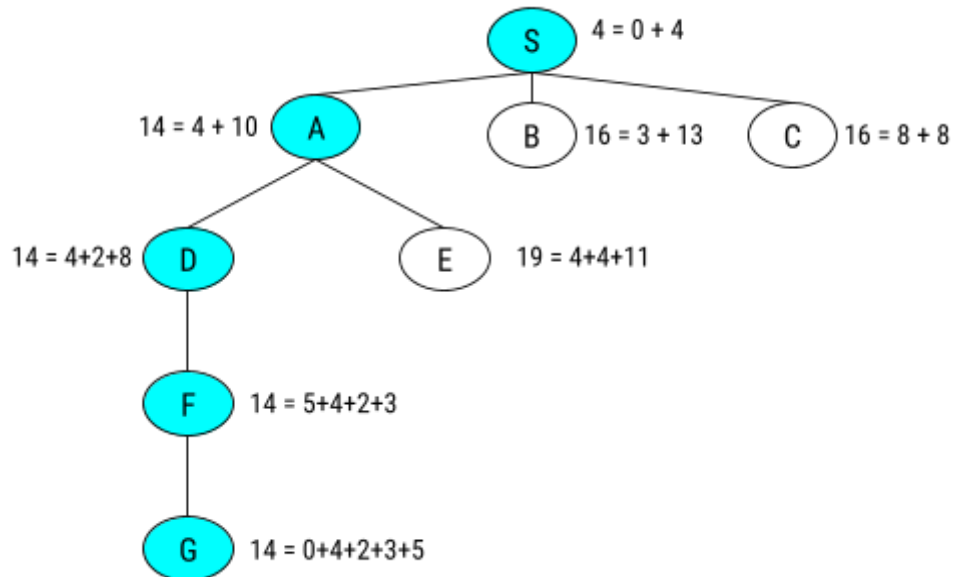 S 4 = 0 + 4
14 = 4 + 10 A B 16 = 3 + 13 C 16 = 8 + 8
14 = 4+2+8 D E 19 = 4+4+11
F 14 = 5+4+2+3
G 14 = 0+4+2+3+5